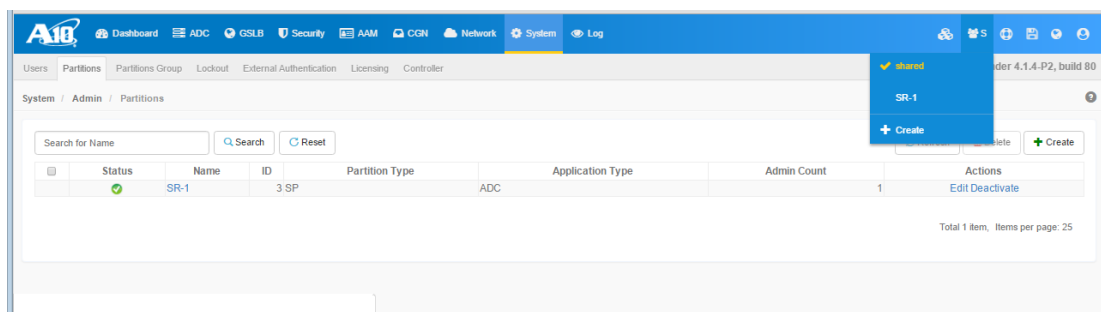 A10 Dashboard ADC GSLB Security AAM CGN Network System Log S
Users Partitions Partitions Group Lockout External Authentication Licensing Controller shared der 4.1.4-P2, build 80
System / Admin / Partitions SR-1
Create
Search for Name Search Reset Create
Status Name ID Partition Type Application Type Admin Count Actions
SR-1 3 SP ADC 1 Edit Deactivate
Total 1 item, Items per page: 25